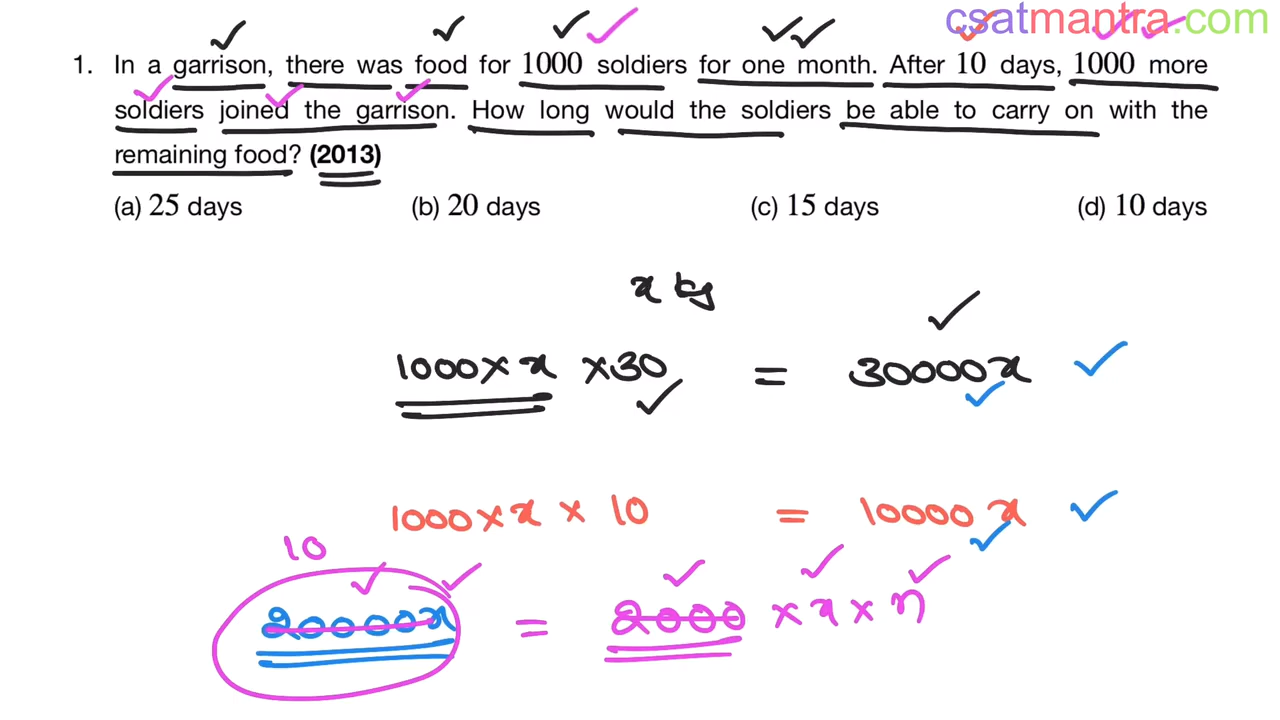 csatmantra.com
1. In a garrison, there was food for 1000 soldiers for one month. After 10 days, 1000 more
soldiers joined the garrison. How long would the soldiers be able to carry on with the
remaining food? (2013)
(a) 25 days (b) 20 days (c) 15 days (d) 10 days
x kg
1000 × x × 30 = 30000x
1000 × x × 10 = 10000x
10
20000x = 2000 × x × n